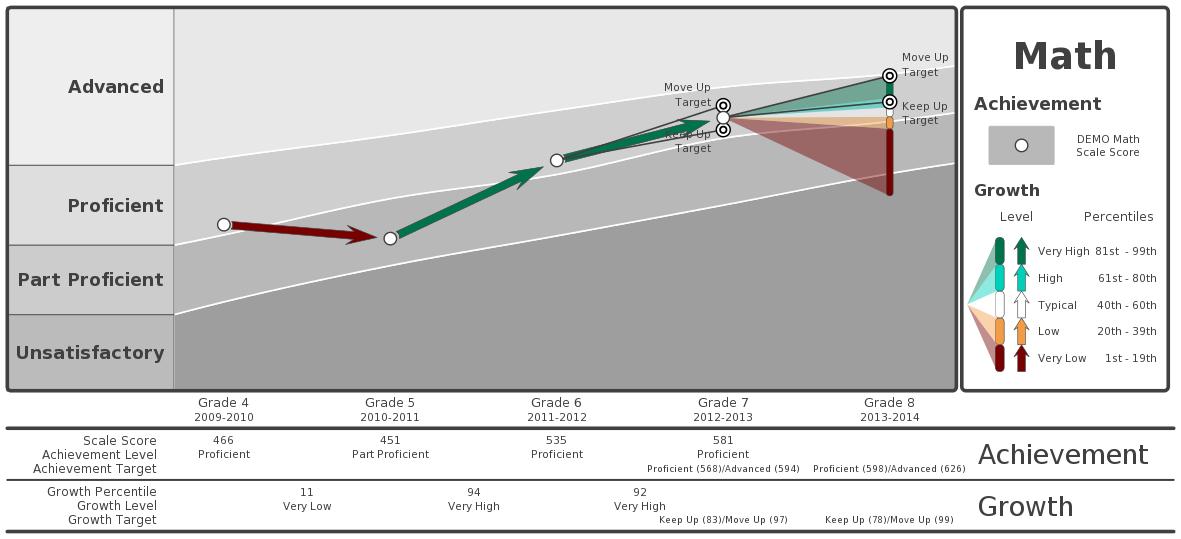 Advanced
Proficient
Part Proficient
Unsatisfactory
Move Up
Target
Keep Up
Target
Move Up
Target
Keep Up
Target
Math
Achievement
DEMO Math
Scale Score
Growth
Level Percentiles
Very High 81st - 99th
High 61st - 80th
Typical 40th - 60th
Low 20th - 39th
Very Low 1st - 19th
Grade 4 Grade 5 Grade 6 Grade 7 Grade 8
2009-2010 2010-2011 2011-2012 2012-2013 2013-2014
Scale Score 466 451 535 581
Achievement Level Proficient Part Proficient Proficient Proficient
Achievement Target Proficient (568)/Advanced (594) Proficient (598)/Advanced (626)
Achievement
Growth Percentile 11 94 92
Growth Level Very Low Very High Very High
Growth Target Keep Up (83)/Move Up (97) Keep Up (78)/Move Up (99)
Growth